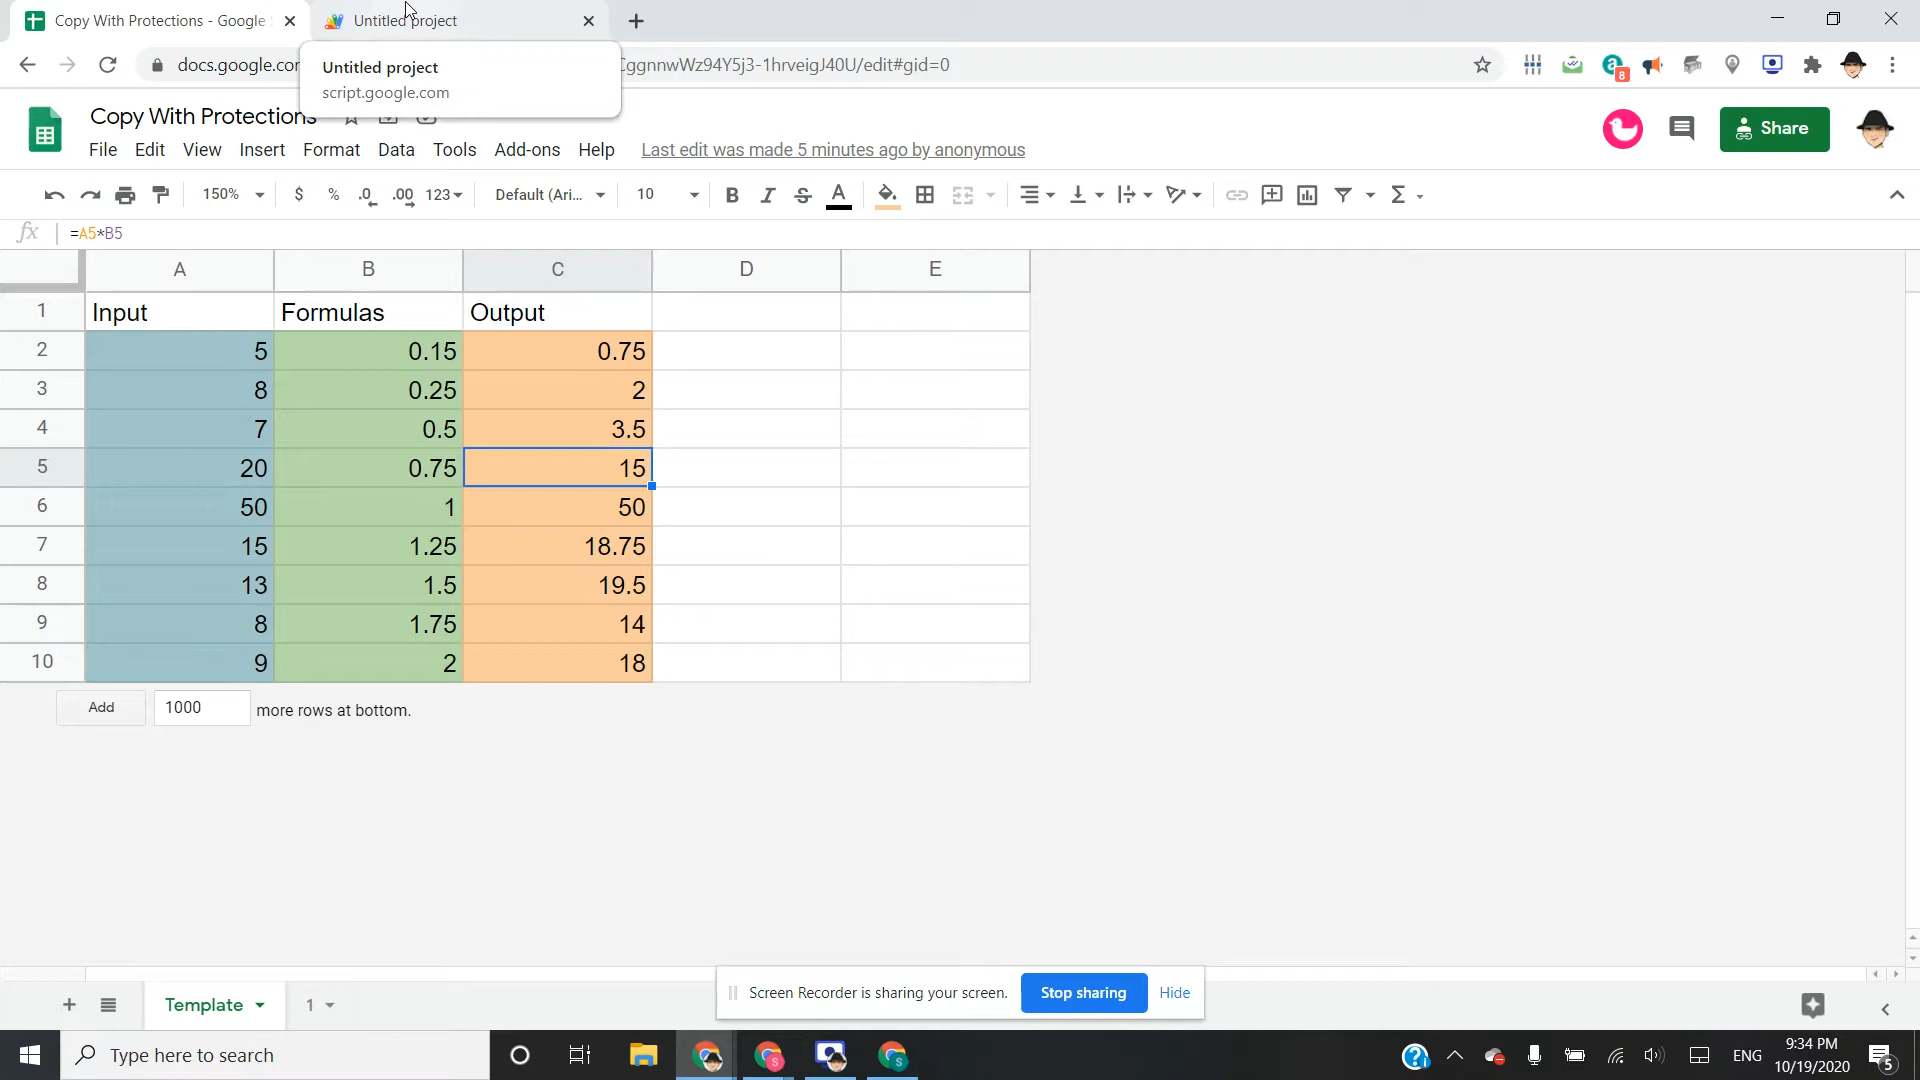 Copy With Protections - Google
Untitled project
docs.google.cor
CggnnwWz94Y5j3-1hrveigJ40U/edit#gid=0
8
Untitled project
script.google.com
Copy With Protections
File Edit View Insert Format Data Tools Add-ons Help Last edit was made 5 minutes ago by anonymous
Share
150% $ % .0 .00 123 Default (Ari... 10 B I S A Σ
fx =A5*B5
A B C D E
1 Input Formulas Output
2 5 0.15 0.75
3 8 0.25 2
4 7 0.5 3.5
5 20 0.75 15
6 50 1 50
7 15 1.25 18.75
8 13 1.5 19.5
9 8 1.75 14
10 9 2 18
Add 1000 more rows at bottom.
Screen Recorder is sharing your screen. Stop sharing Hide
Template 1
Type here to search
ENG
9:34 PM
10/19/2020
5